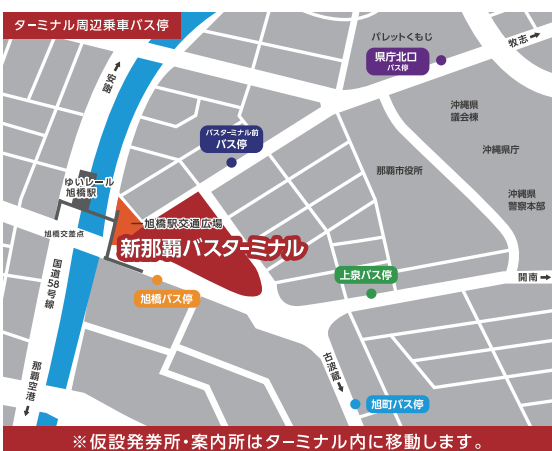 ターミナル周辺乗車バス停
パレットくもじ
牧志
県庁北口
バス停
安謝
沖縄県
議会棟
バスターミナル前
バス停
沖縄県庁
那覇市役所
ゆいレール
旭橋駅
沖縄県
警察本部
旭橋駅交通広場
旭橋交差点
新那覇バスターミナル
国道58号線
上泉バス停
開南
旭橋バス停
古波蔵
那覇空港
旭町バス停
※仮設発券所・案内所はターミナル内に移動します。